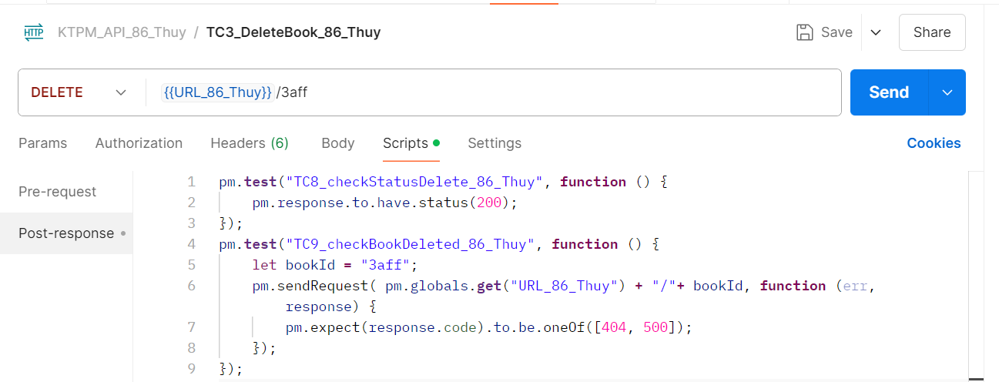 HTTP KTPM_API_86_Thuy / TC3_DeleteBook_86_Thuy Save Share
DELETE {{URL_86_Thuy}} /3aff Send
Params Authorization Headers (6) Body Scripts Settings Cookies
Pre-request
Post-response
1 pm.test("TC8_checkStatusDelete_86_Thuy", function () {
2 pm.response.to.have.status(200);
3 });
4 pm.test("TC9_checkBookDeleted_86_Thuy", function () {
5 let bookId = "3aff";
6 pm.sendRequest( pm.globals.get("URL_86_Thuy") + "/"+ bookId, function (err,
response) {
7 pm.expect(response.code).to.be.oneOf([404, 500]);
8 });
9 });